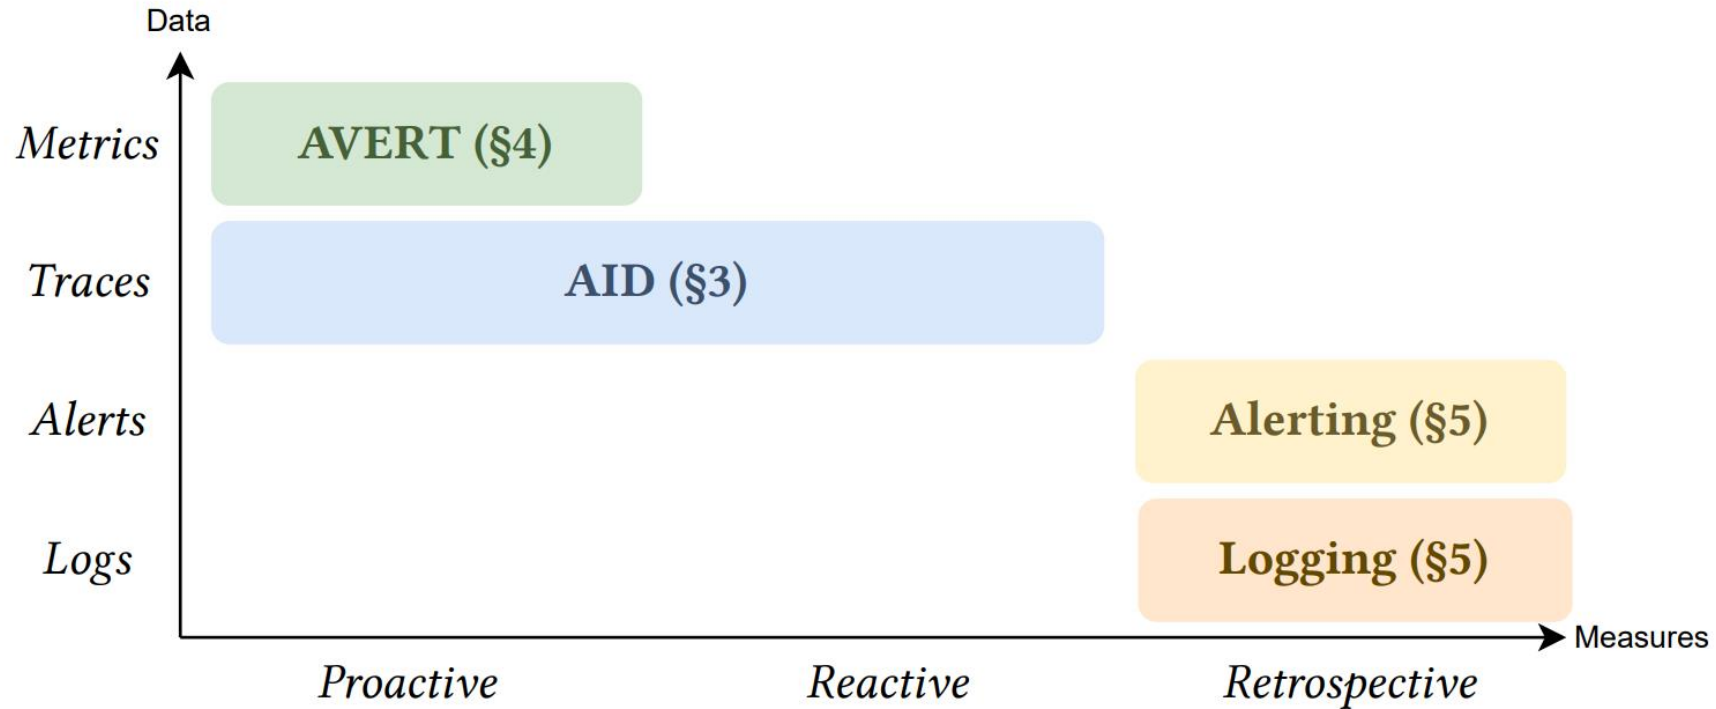 Data
Metrics
AVERT (§4)
Traces
AID (§3)
Alerts
Alerting (§5)
Logs
Logging (§5)
Measures
Proactive
Reactive
Retrospective